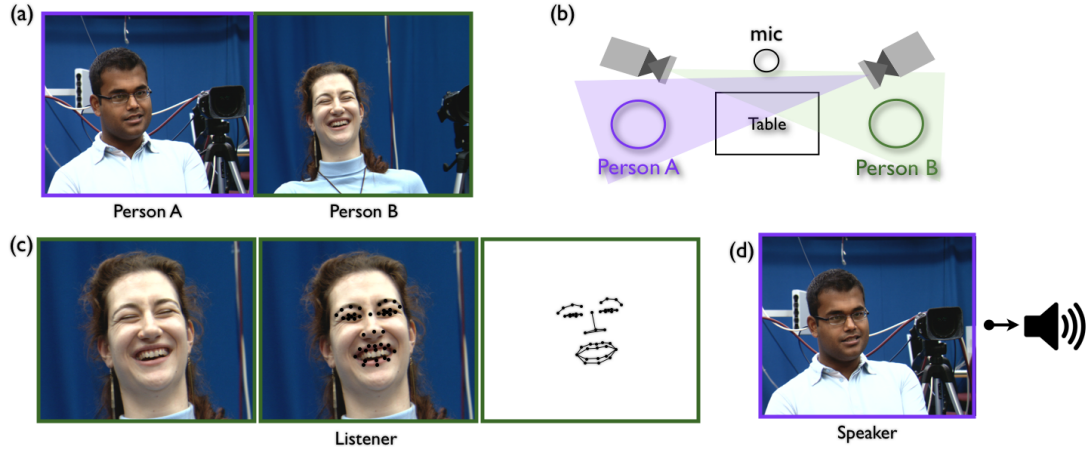 (a)
Person A
Person B
(b)
mic
Table
Person A
Person B
(c)
Listener
(d)
Speaker